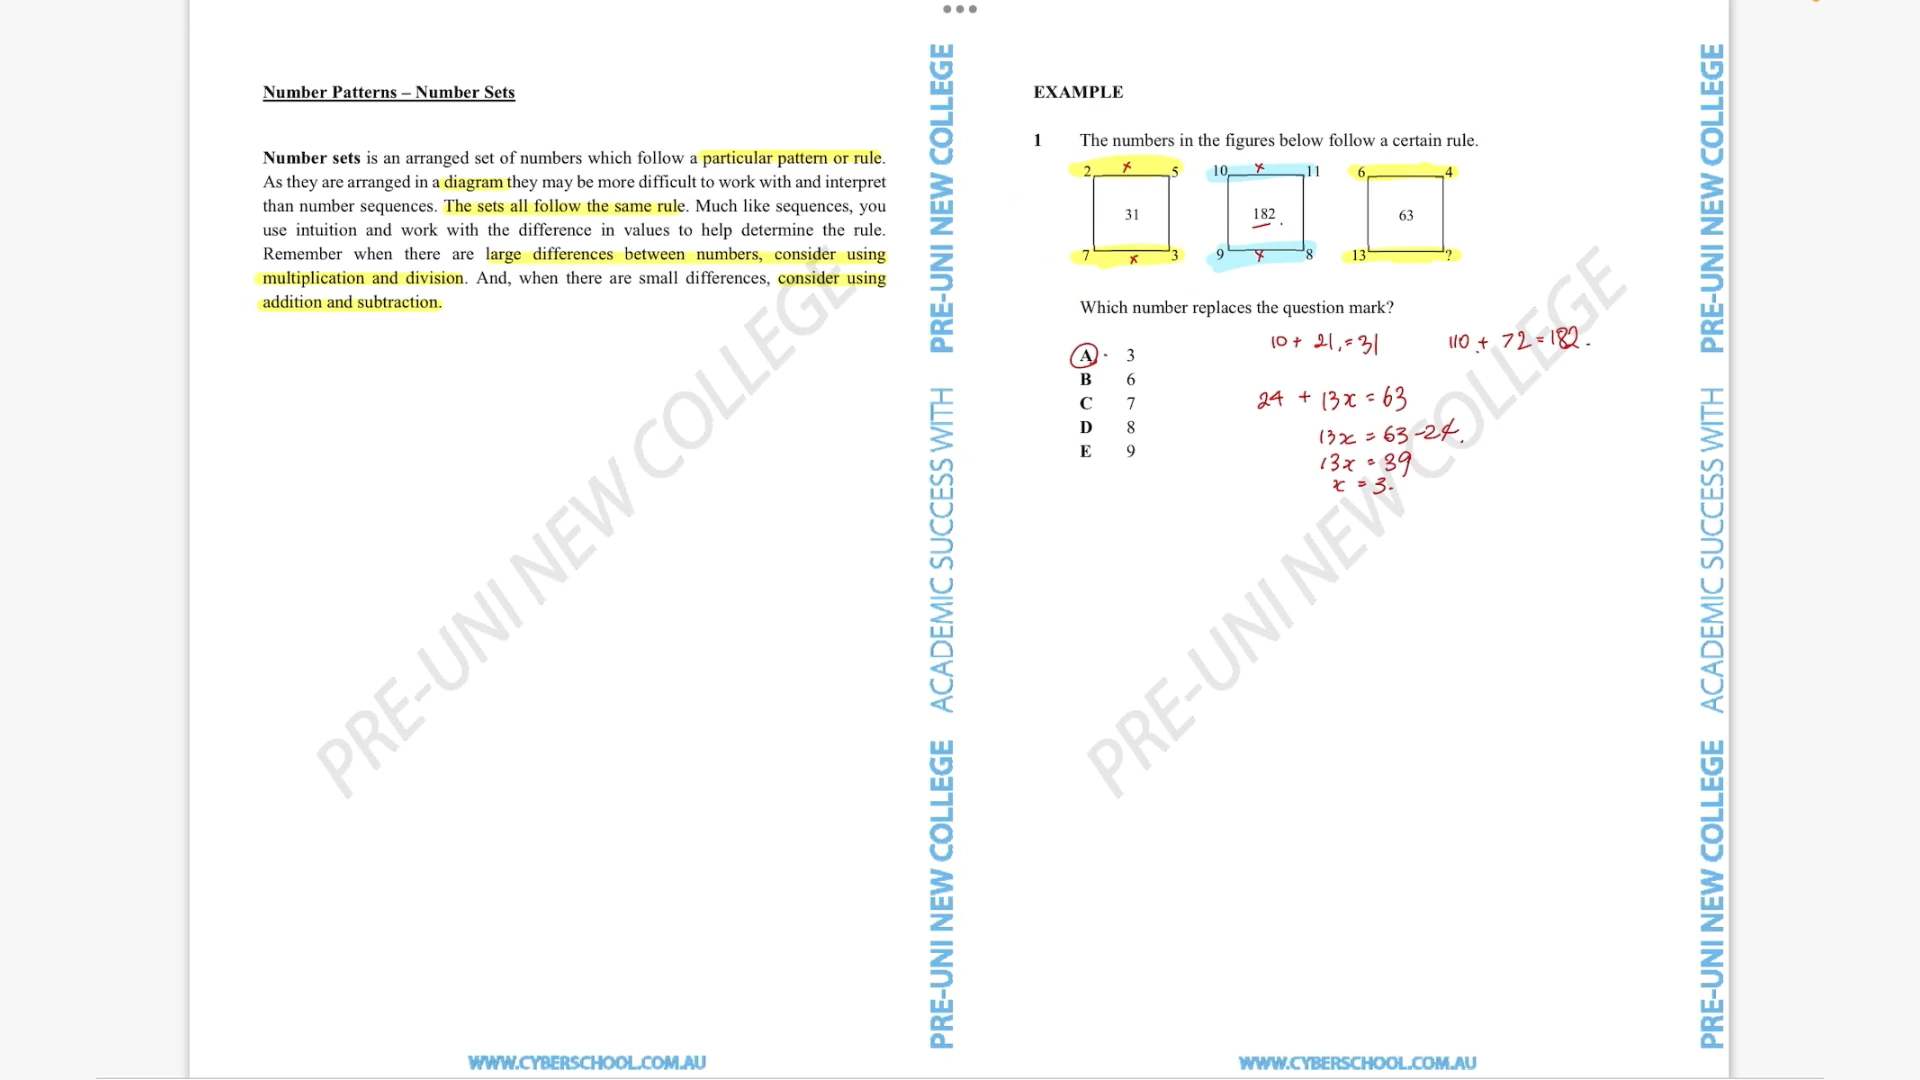 Number Patterns – Number Sets
Number sets is an arranged set of numbers which follow a particular pattern or rule.
As they are arranged in a diagram they may be more difficult to work with and interpret
than number sequences. The sets all follow the same rule. Much like sequences, you
use intuition and work with the difference in values to help determine the rule.
Remember when there are large differences between numbers, consider using
multiplication and division. And, when there are small differences, consider using
addition and subtraction.
PRE-UNI NEW COLLEGE
PRE-UNI NEW COLLEGE ACADEMIC SUCCESS WITH PRE-UNI NEW COLLEGE
WWW.CYBERSCHOOL.COM.AU
EXAMPLE
1 The numbers in the figures below follow a certain rule.
2 × 5 10 × 11 6 4
31 182 63
7 × 3 9 × 8 13 ?
Which number replaces the question mark?
10 + 21 = 31 110 + 72 = 182.
A 3
B 6
C 7
D 8
E 9
24 + 13x = 63
13x = 63 - 24.
13x = 39
x = 3.
PRE-UNI NEW COLLEGE
PRE-UNI NEW COLLEGE ACADEMIC SUCCESS WITH PRE-UNI NEW COLLEGE
WWW.CYBERSCHOOL.COM.AU